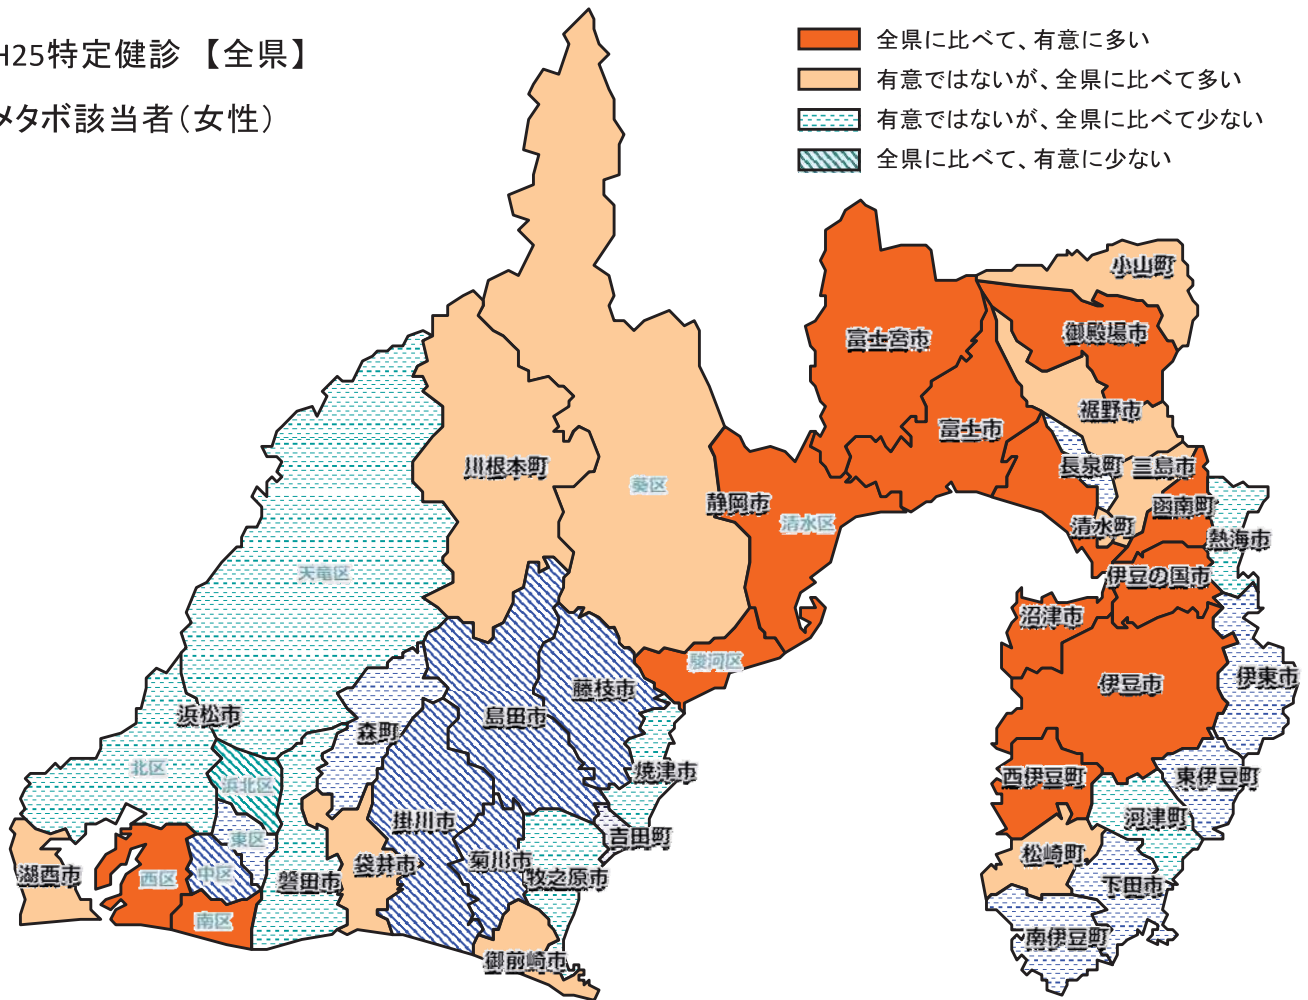 H25特定健診 【全県】
メタボ該当者(女性)
全県に比べて、有意に多い
有意ではないが、全県に比べて多い
有意ではないが、全県に比べて少ない
全県に比べて、有意に少ない
小山町
御殿場市
富士宮市
裾野市
富士市
長泉町
三島市
川根本町
葵区
静岡市
清水区
函南町
清水町
熱海市
天竜区
伊豆の国市
沼津市
駿河区
伊豆市
伊東市
藤枝市
島田市
浜松市
森町
北区
浜北区
焼津市
西伊豆町
東伊豆町
掛川市
河津町
東区
吉田町
湖西市
西区
中区
磐田市
袋井市
菊川市
牧之原市
松崎町
下田市
南区
南伊豆町
御前崎市